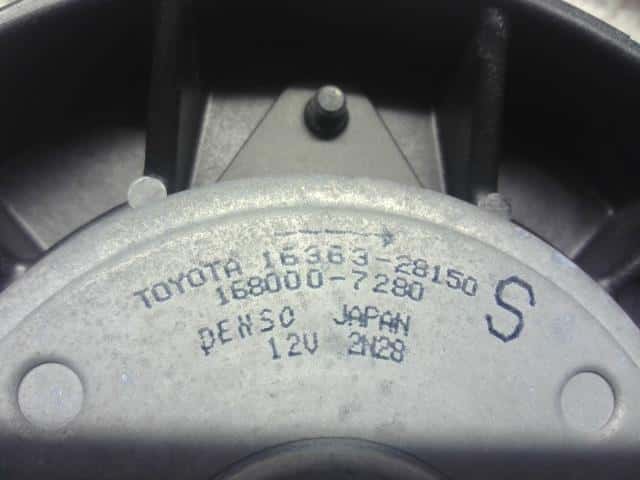 TOYOTA 16363-28150
168000-7280 S
DENSO JAPAN
12V 2N28